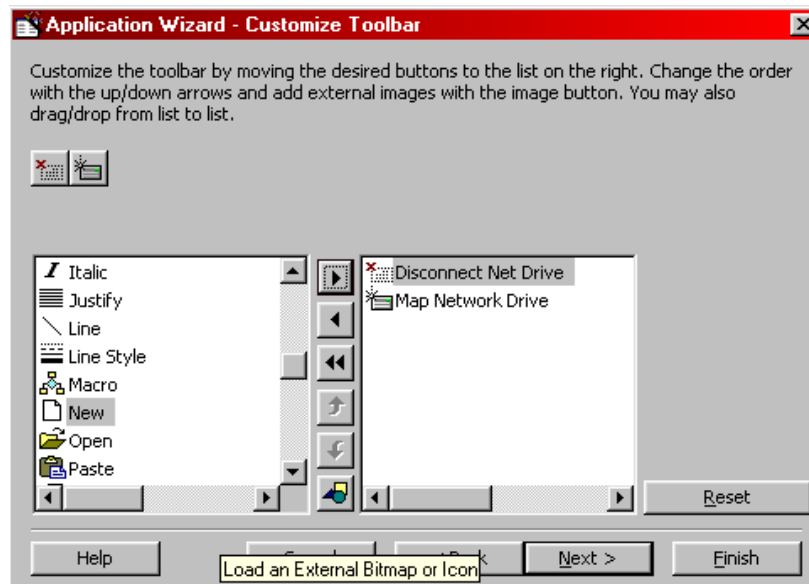 Application Wizard - Customize Toolbar
Customize the toolbar by moving the desired buttons to the list on the right. Change the order
with the up/down arrows and add external images with the image button. You may also
drag/drop from list to list.
Italic
Justify
Line
Line Style
Macro
New
Open
Paste
Disconnect Net Drive
Map Network Drive
Reset
Help
Load an External Bitmap or Icon
Next >
Finish